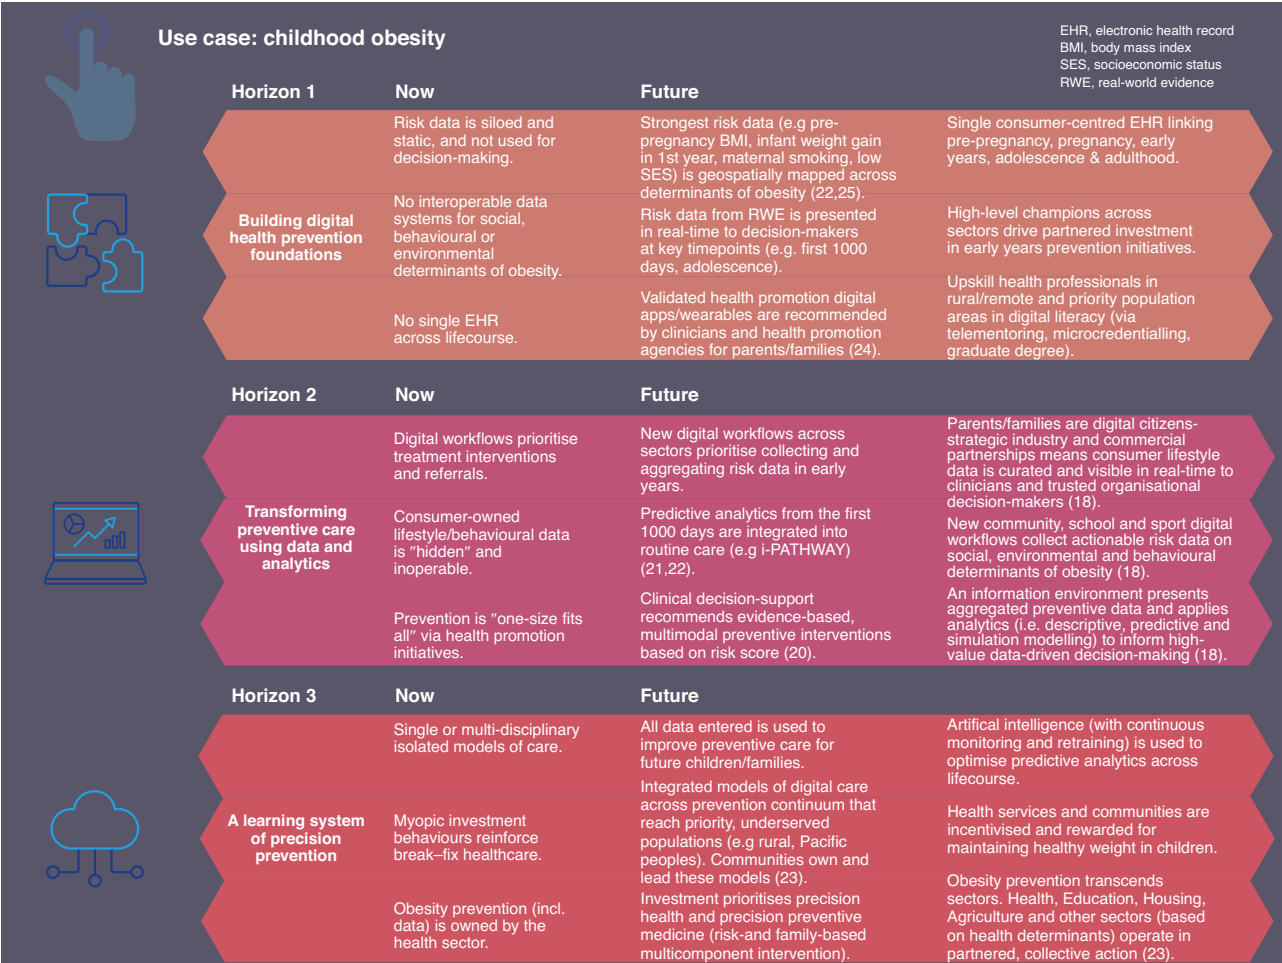 Use case: childhood obesity
EHR, electronic health record
BMI, body mass index
SES, socioeconomic status
RWE, real-world evidence
Horizon 1
Now
Future
Building digital
health prevention
foundations
Risk data is siloed and
static, and not used for
decision-making.
Strongest risk data (e.g pre-
pregnancy BMI, infant weight gain
in 1st year, maternal smoking, low
SES) is geospatially mapped across
determinants of obesity (22,25).
Single consumer-centred EHR linking
pre-pregnancy, pregnancy, early
years, adolescence & adulthood.
No interoperable data
systems for social,
behavioural or
environmental
determinants of obesity.
Risk data from RWE is presented
in real-time to decision-makers
at key timepoints (e.g. first 1000
days, adolescence).
High-level champions across
sectors drive partnered investment
in early years prevention initiatives.
No single EHR
across lifecourse.
Validated health promotion digital
apps/wearables are recommended
by clinicians and health promotion
agencies for parents/families (24).
Upskill health professionals in
rural/remote and priority population
areas in digital literacy (via
telementoring, microcredentialling,
graduate degree).
Horizon 2
Now
Future
Transforming
preventive care
using data and
analytics
Digital workflows prioritise
treatment interventions
and referrals.
New digital workflows across
sectors prioritise collecting and
aggregating risk data in early
years.
Parents/families are digital citizens-
strategic industry and commercial
partnerships means consumer lifestyle
data is curated and visible in real-time to
clinicians and trusted organisational
decision-makers (18).
Consumer-owned
lifestyle/behavioural data
is "hidden" and
inoperable.
Predictive analytics from the first
1000 days are integrated into
routine care (e.g i-PATHWAY)
(21,22).
New community, school and sport digital
workflows collect actionable risk data on
social, environmental and behavioural
determinants of obesity (18).
Prevention is "one-size fits
all" via health promotion
initiatives.
Clinical decision-support
recommends evidence-based,
multimodal preventive interventions
based on risk score (20).
An information environment presents
aggregated preventive data and applies
analytics (i.e. descriptive, predictive and
simulation modelling) to inform high-
value data-driven decision-making (18).
Horizon 3
Now
Future
A learning system
of precision
prevention
Single or multi-disciplinary
isolated models of care.
All data entered is used to
improve preventive care for
future children/families.
Artifical intelligence (with continuous
monitoring and retraining) is used to
optimise predictive analytics across
lifecourse.
Myopic investment
behaviours reinforce
break–fix healthcare.
Integrated models of digital care
across prevention continuum that
reach priority, underserved
populations (e.g rural, Pacific
peoples). Communities own and
lead these models (23).
Health services and communities are
incentivised and rewarded for
maintaining healthy weight in children.
Obesity prevention (incl.
data) is owned by the
health sector.
Investment prioritises precision
health and precision preventive
medicine (risk-and family-based
multicomponent intervention).
Obesity prevention transcends
sectors. Health, Education, Housing,
Agriculture and other sectors (based
on health determinants) operate in
partnered, collective action (23).